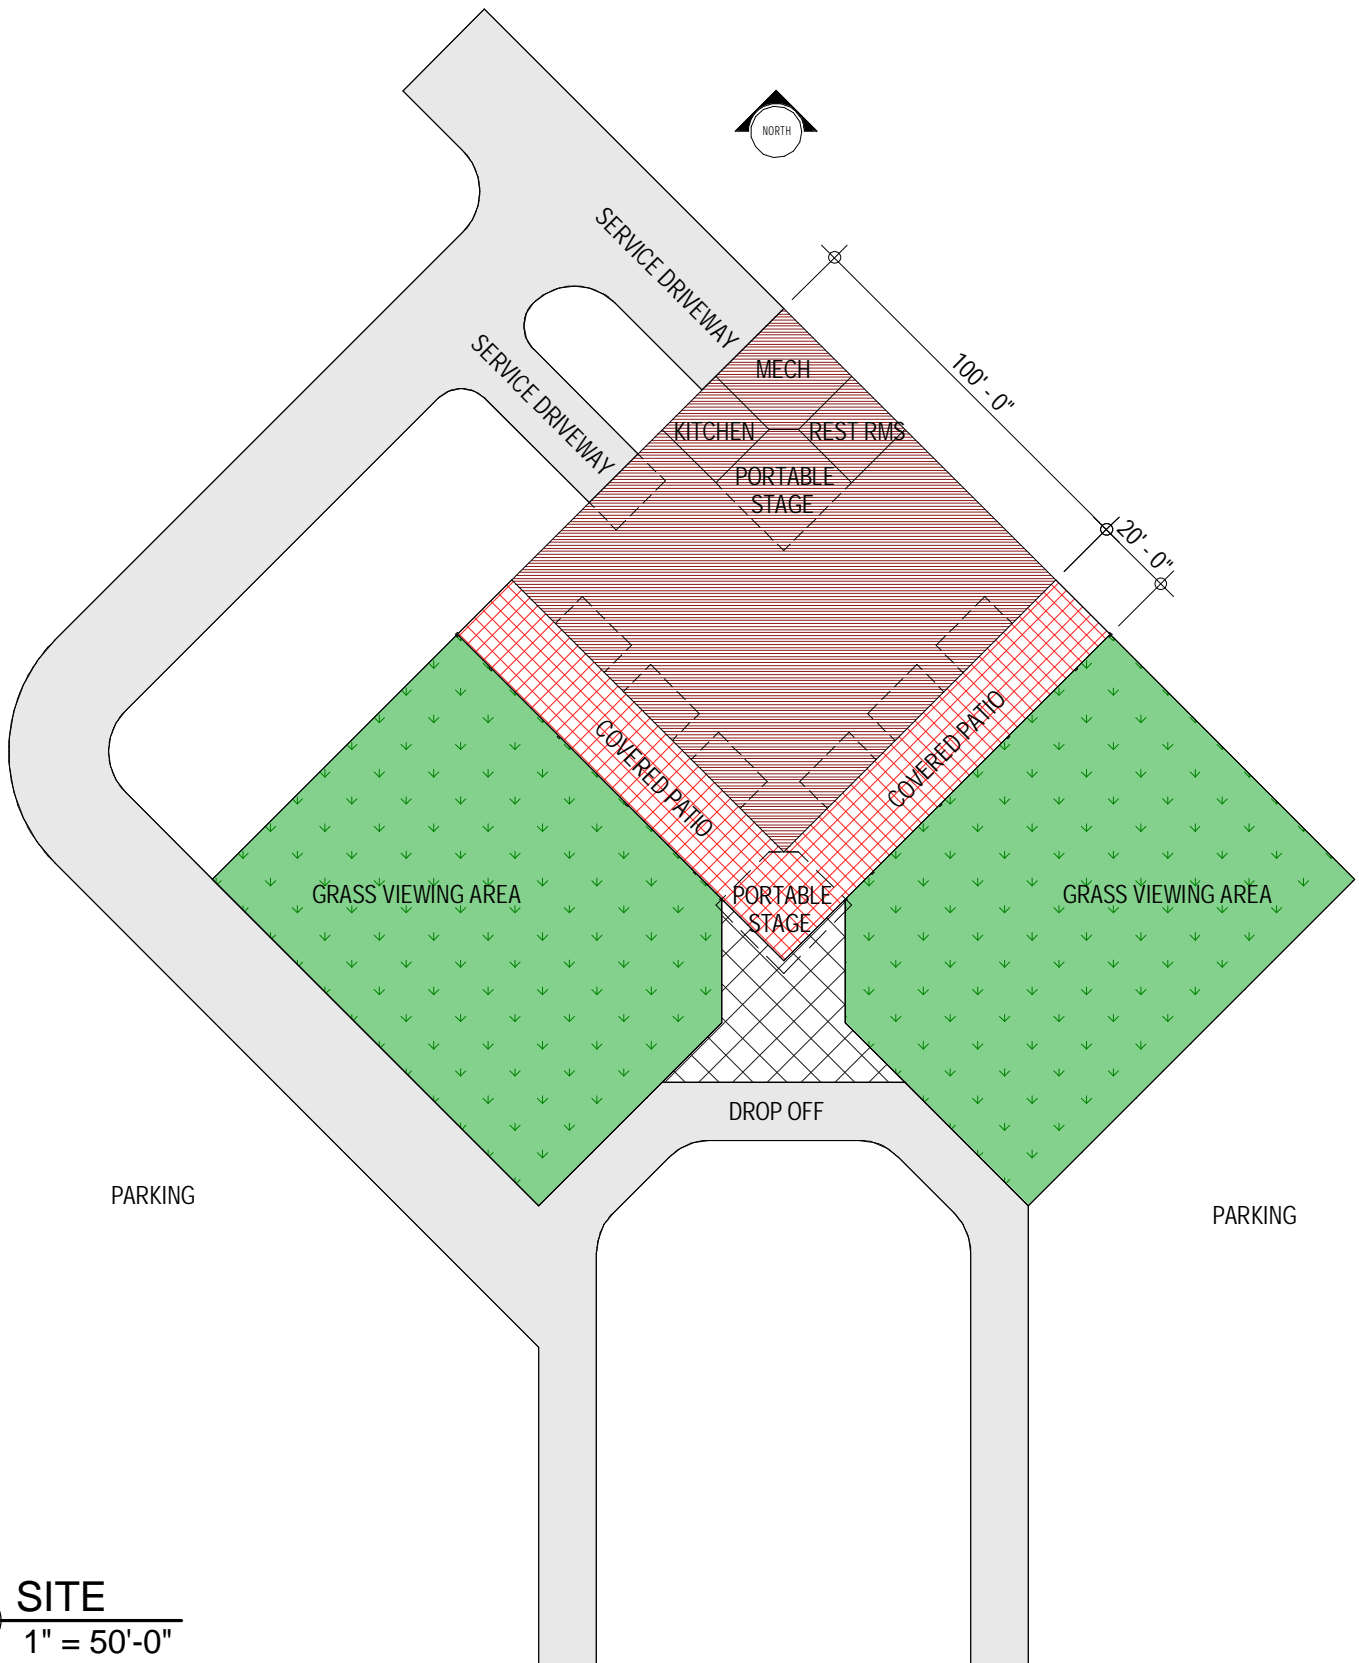 NORTH
SERVICE DRIVEWAY
SERVICE DRIVEWAY
100' - 0"
20' - 0"
MECH
KITCHEN
REST RMS
PORTABLE
STAGE
COVERED PATIO
COVERED PATIO
GRASS VIEWING AREA
PORTABLE
STAGE
GRASS VIEWING AREA
DROP OFF
PARKING
PARKING
SITE
1" = 50'-0"